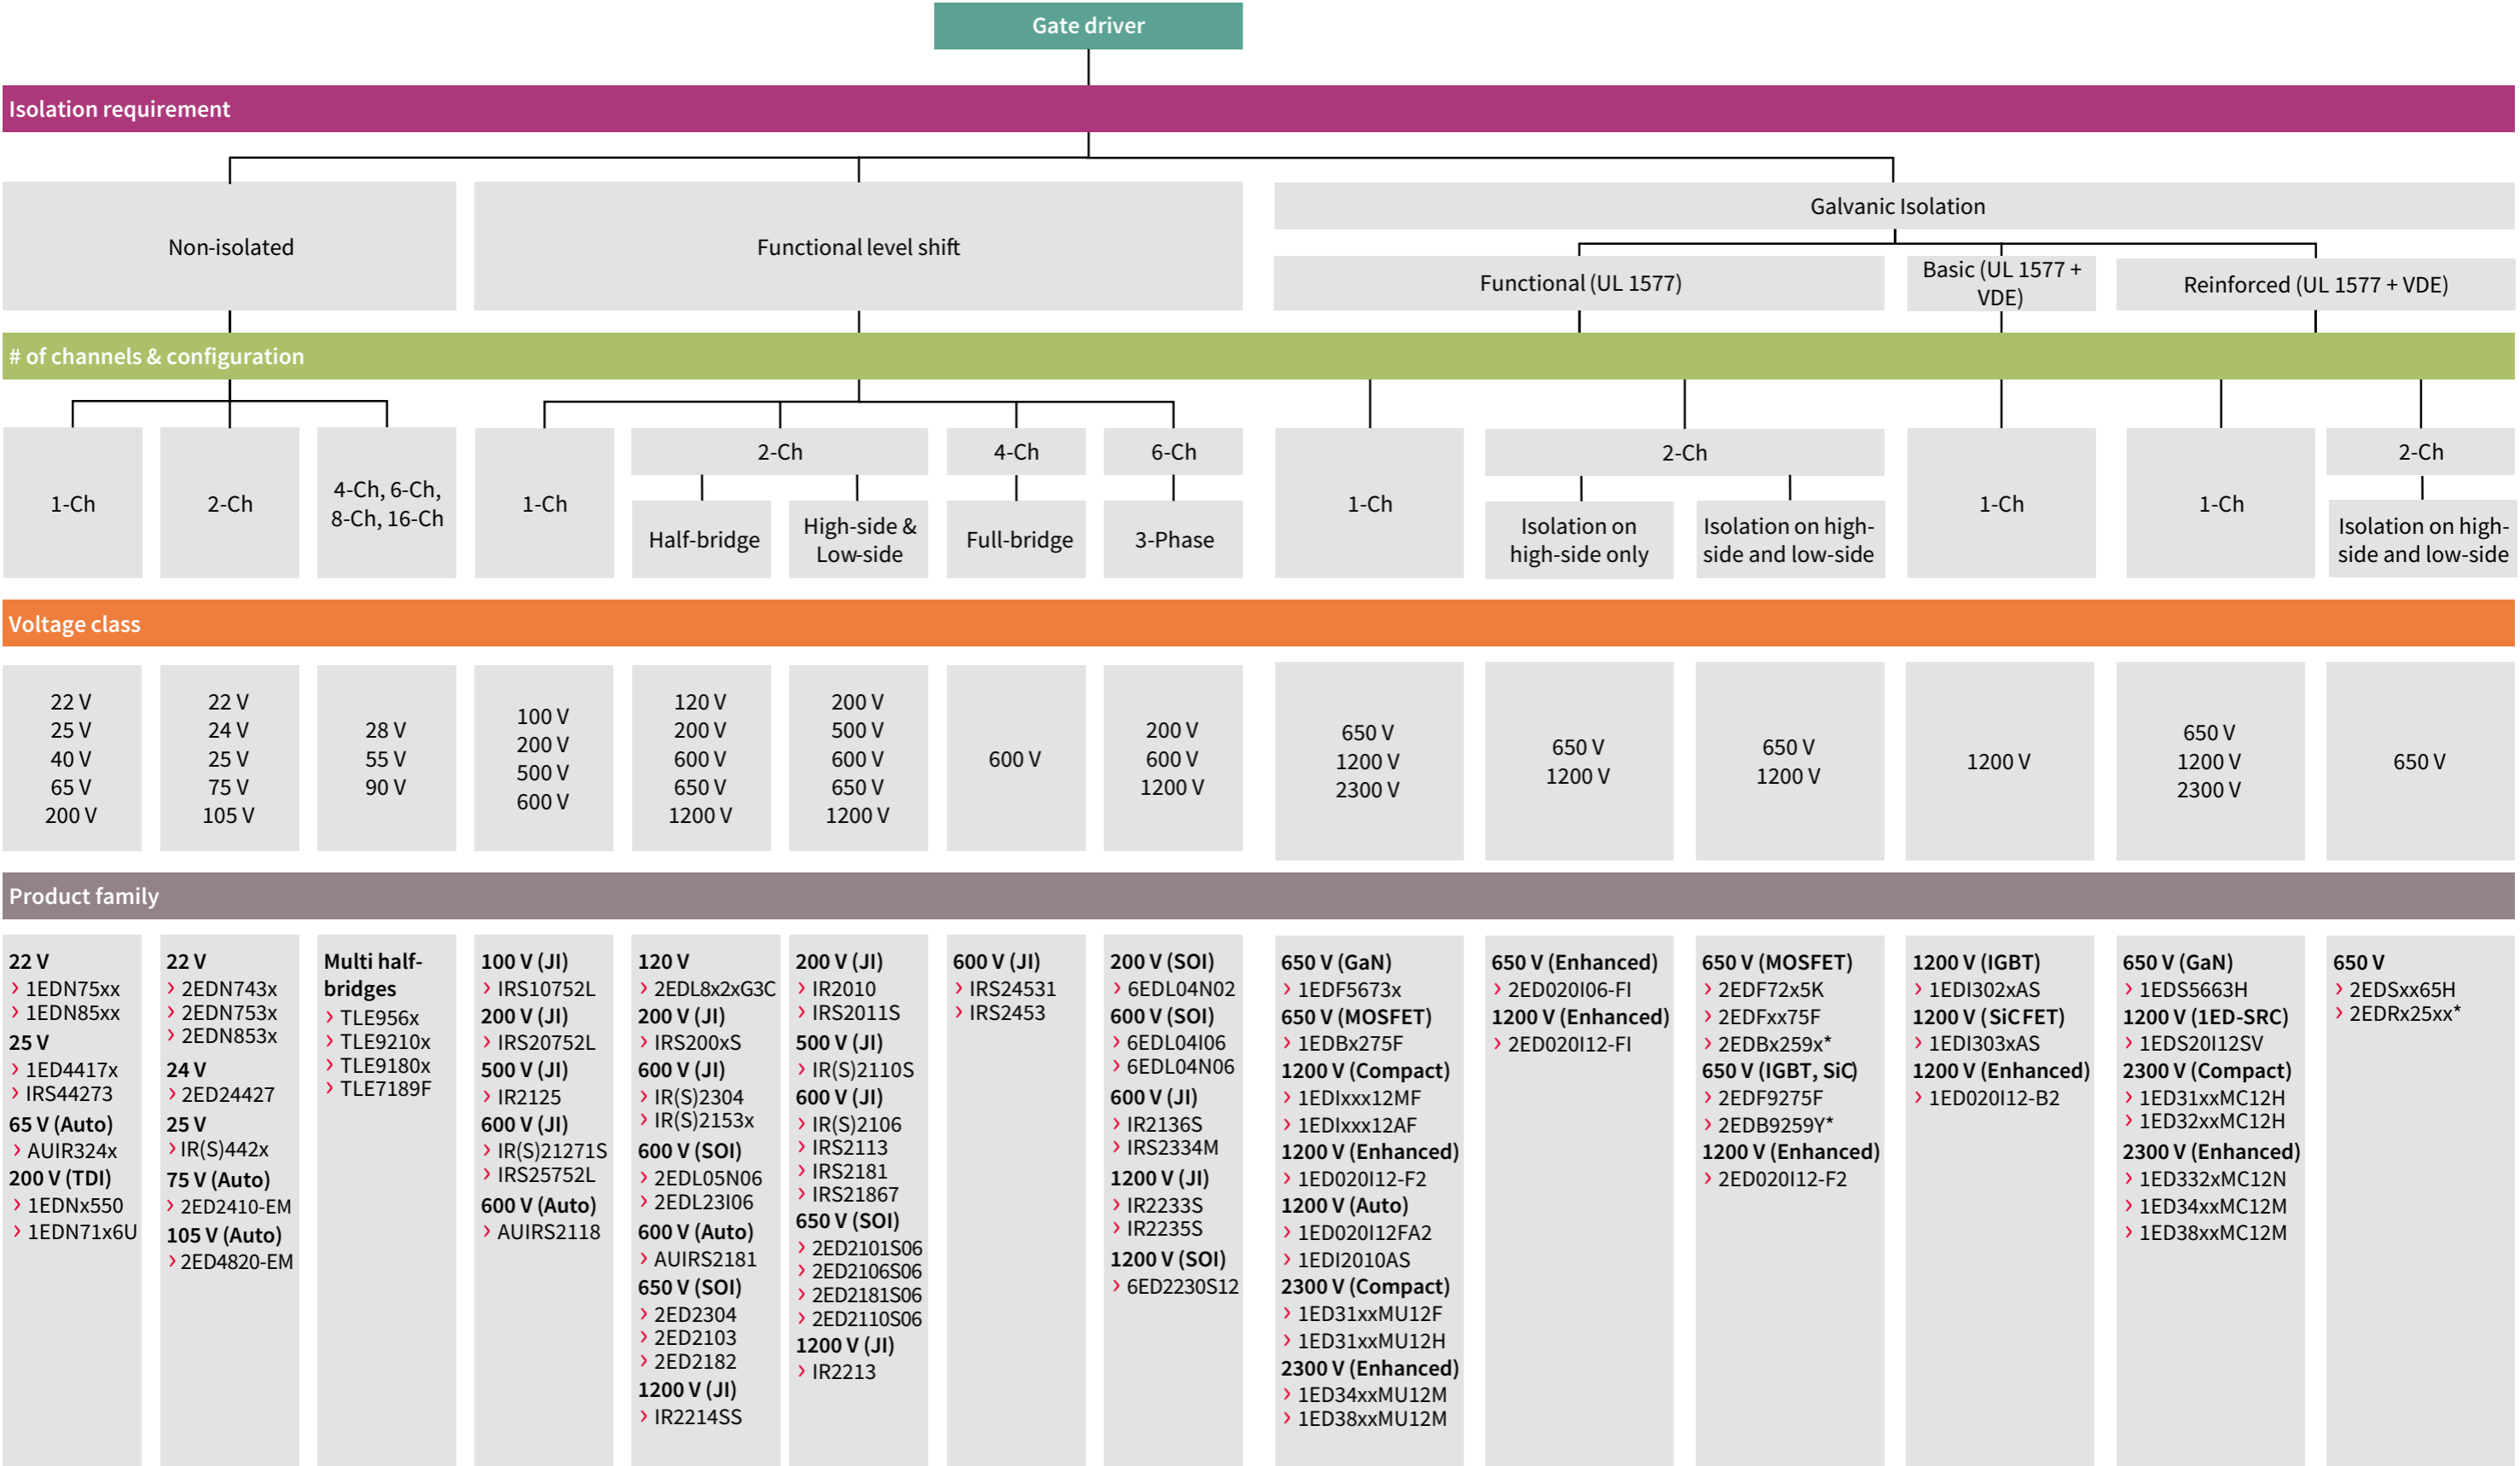 Gate driver
Isolation requirement
Non-isolated
Functional level shift
Galvanic Isolation
Functional (UL 1577)
Basic (UL 1577 +
VDE)
Reinforced (UL 1577 + VDE)
# of channels & configuration
1-Ch
2-Ch
4-Ch, 6-Ch,
8-Ch, 16-Ch
1-Ch
2-Ch
Half-bridge
High-side &
Low-side
4-Ch
Full-bridge
6-Ch
3-Phase
1-Ch
2-Ch
Isolation on
high-side only
Isolation on high-
side and low-side
1-Ch
1-Ch
2-Ch
Isolation on high-
side and low-side
Voltage class
22 V
25 V
40 V
65 V
200 V
22 V
24 V
25 V
75 V
105 V
28 V
55 V
90 V
100 V
200 V
500 V
600 V
120 V
200 V
600 V
650 V
1200 V
200 V
500 V
600 V
650 V
1200 V
600 V
200 V
600 V
1200 V
650 V
1200 V
2300 V
650 V
1200 V
650 V
1200 V
1200 V
650 V
1200 V
2300 V
650 V
Product family
22 V
› 1EDN75xx
› 1EDN85xx
25 V
› 1ED4417x
› IRS44273
65 V (Auto)
› AUIR324x
200 V (TDI)
› 1EDNx550
› 1EDN71x6U
22 V
› 2EDN743x
› 2EDN753x
› 2EDN853x
24 V
› 2ED24427
25 V
› IR(S)442x
75 V (Auto)
› 2ED2410-EM
105 V (Auto)
› 2ED4820-EM
Multi half-
bridges
› TLE956x
› TLE9210x
› TLE9180x
› TLE7189F
100 V (JI)
› IRS10752L
200 V (JI)
› IRS20752L
500 V (JI)
› IR2125
600 V (JI)
› IR(S)21271S
› IRS25752L
600 V (Auto)
› AUIRS2118
120 V
› 2EDL8x2xG3C
200 V (JI)
› IRS200xS
600 V (JI)
› IR(S)2304
› IR(S)2153x
600 V (SOI)
› 2EDL05N06
› 2EDL23I06
600 V (Auto)
› AUIRS2181
650 V (SOI)
› 2ED2304
› 2ED2103
› 2ED2182
1200 V (JI)
› IR2214SS
200 V (JI)
› IR2010
› IRS2011S
500 V (JI)
› IR(S)2110S
600 V (JI)
› IR(S)2106
› IRS2113
› IRS2181
› IRS21867
650 V (SOI)
› 2ED2101S06
› 2ED2106S06
› 2ED2181S06
› 2ED2110S06
1200 V (JI)
› IR2213
600 V (JI)
› IRS24531
› IRS2453
200 V (SOI)
› 6EDL04N02
600 V (SOI)
› 6EDL04I06
› 6EDL04N06
600 V (JI)
› IR2136S
› IRS2334M
1200 V (JI)
› IR2233S
› IR2235S
1200 V (SOI)
› 6ED2230S12
650 V (GaN)
› 1EDF5673x
650 V (MOSFET)
› 1EDBx275F
1200 V (Compact)
› 1EDIxxx12MF
› 1EDIxxx12AF
1200 V (Enhanced)
› 1ED020I12-F2
1200 V (Auto)
› 1ED020I12FA2
› 1EDI2010AS
2300 V (Compact)
› 1ED31xxMU12F
› 1ED31xxMU12H
2300 V (Enhanced)
› 1ED34xxMU12M
› 1ED38xxMU12M
650 V (Enhanced)
› 2ED020I06-FI
1200 V (Enhanced)
› 2ED020I12-FI
650 V (MOSFET)
› 2EDF72x5K
› 2EDFxx75F
› 2EDBx259x*
650 V (IGBT, SiC)
› 2EDF9275F
› 2EDB9259Y*
1200 V (Enhanced)
› 2ED020I12-F2
1200 V (IGBT)
› 1EDI302xAS
1200 V (SiC FET)
› 1EDI303xAS
1200 V (Enhanced)
› 1ED020I12-B2
650 V (GaN)
› 1EDS5663H
1200 V (1ED-SRC)
› 1EDS20I12SV
2300 V (Compact)
› 1ED31xxMC12H
› 1ED32xxMC12H
2300 V (Enhanced)
› 1ED332xMC12N
› 1ED34xxMC12M
› 1ED38xxMC12M
650 V
› 2EDSxx65H
› 2EDRx25xx*